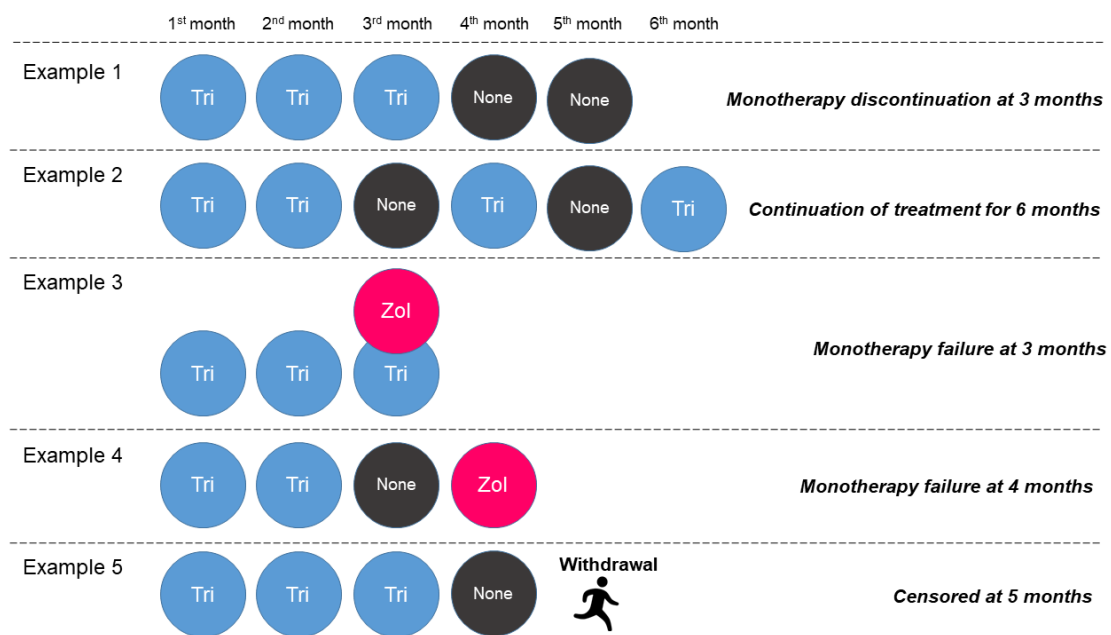 1st month 2nd month 3rd month 4th month 5th month 6th month
Example 1
Tri Tri Tri None None
Monotherapy discontinuation at 3 months
Example 2
Tri Tri None Tri None Tri
Continuation of treatment for 6 months
Example 3
Zol
Tri Tri Tri
Monotherapy failure at 3 months
Example 4
Tri Tri None Zol
Monotherapy failure at 4 months
Example 5
Tri Tri Tri None
Withdrawal
Censored at 5 months